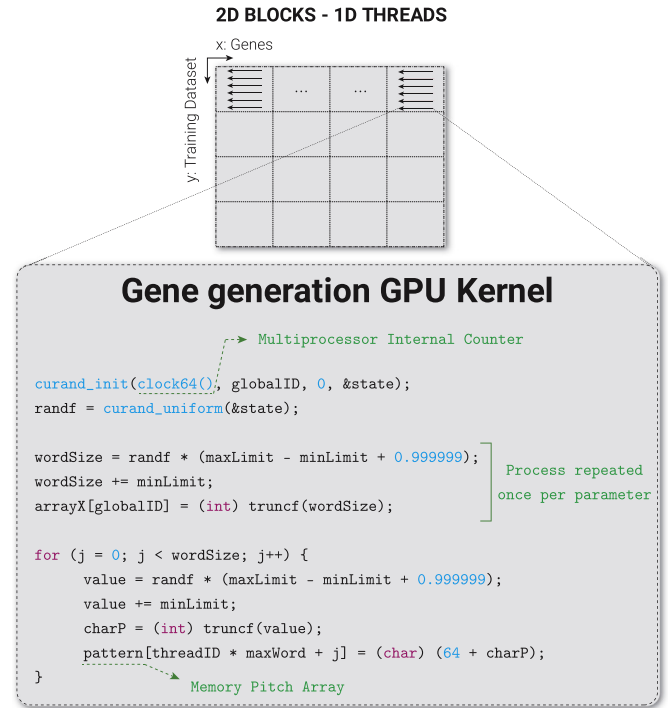 2D BLOCKS - 1D THREADS
x: Genes
y: Training Dataset
... ...
Gene generation GPU Kernel
Multiprocessor Internal Counter
curand_init(clock64(), globalID, 0, &state);
randf = curand_uniform(&state);
wordSize = randf * (maxLimit - minLimit + 0.999999);
wordSize += minLimit;
arrayX[globalID] = (int) truncf(wordSize);
Process repeated
once per parameter
for (j = 0; j < wordSize; j++) {
value = randf * (maxLimit - minLimit + 0.999999);
value += minLimit;
charP = (int) truncf(value);
pattern[threadID * maxWord + j] = (char) (64 + charP);
}
Memory Pitch Array